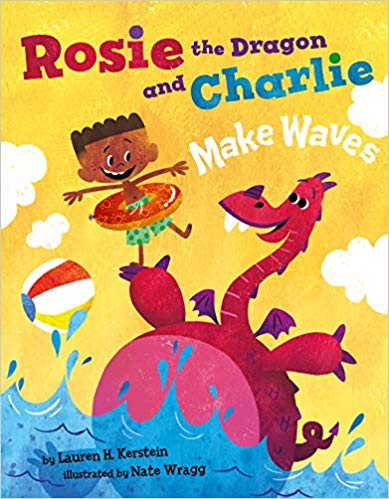 Rosie the Dragon
and Charlie
Make Waves
by Lauren H. Kerstein
illustrated by Nate Wragg